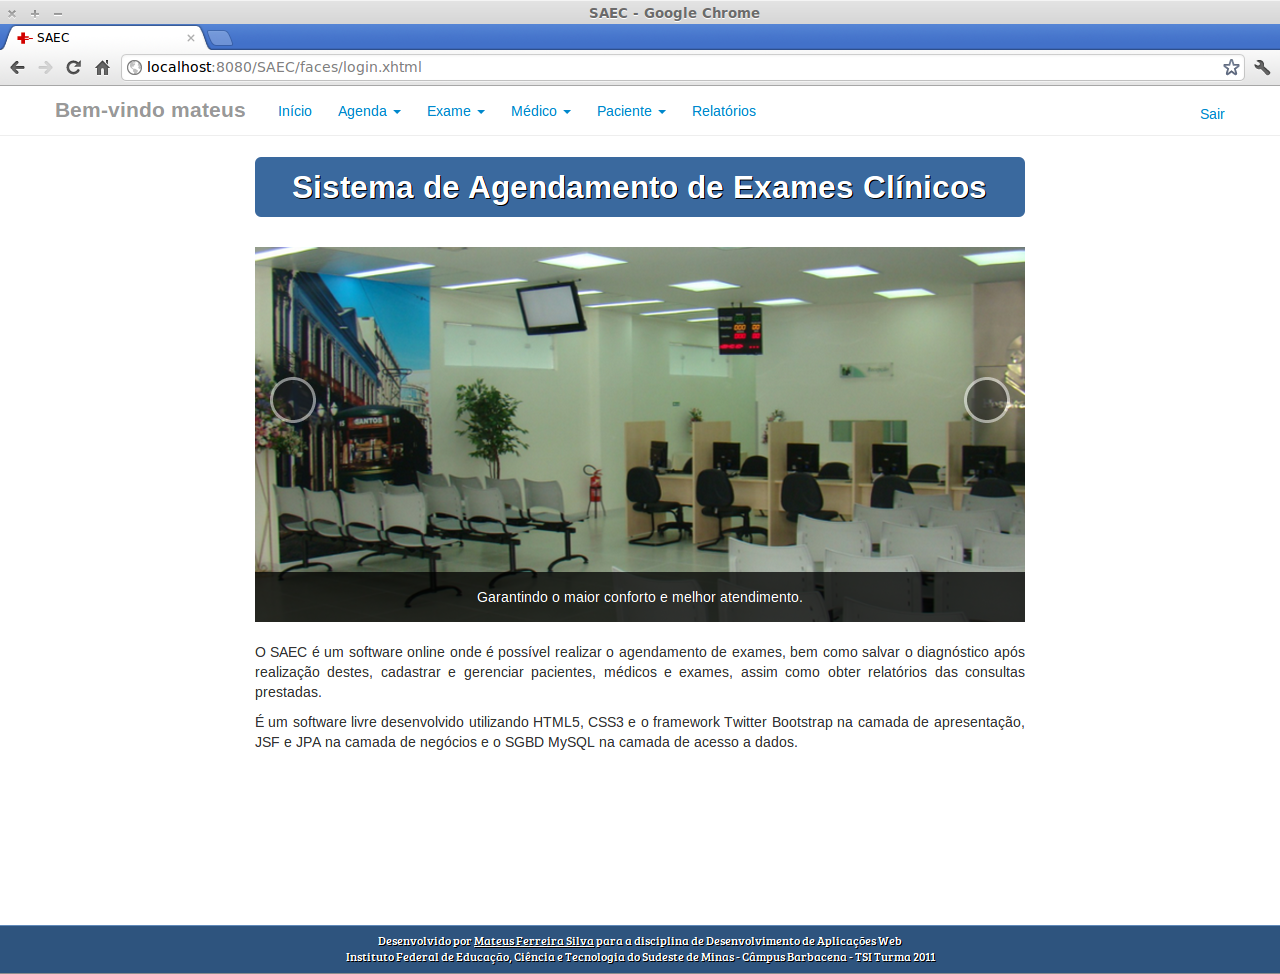 SAEC - Google Chrome
SAEC
localhost:8080/SAEC/faces/login.xhtml
Bem-vindo mateus Início Agenda Exame Médico Paciente Relatórios Sair
Sistema de Agendamento de Exames Clínicos
SANTOS
Garantindo o maior conforto e melhor atendimento.
O SAEC é um software online onde é possível realizar o agendamento de exames, bem como salvar o diagnóstico após
realização destes, cadastrar e gerenciar pacientes, médicos e exames, assim como obter relatórios das consultas
prestadas.
É um software livre desenvolvido utilizando HTML5, CSS3 e o framework Twitter Bootstrap na camada de apresentação,
JSF e JPA na camada de negócios e o SGBD MySQL na camada de acesso a dados.
Desenvolvido por Mateus Ferreira Silva para a disciplina de Desenvolvimento de Aplicações Web
Instituto Federal de Educação, Ciência e Tecnologia do Sudeste de Minas - Câmpus Barbacena - TSI Turma 2011